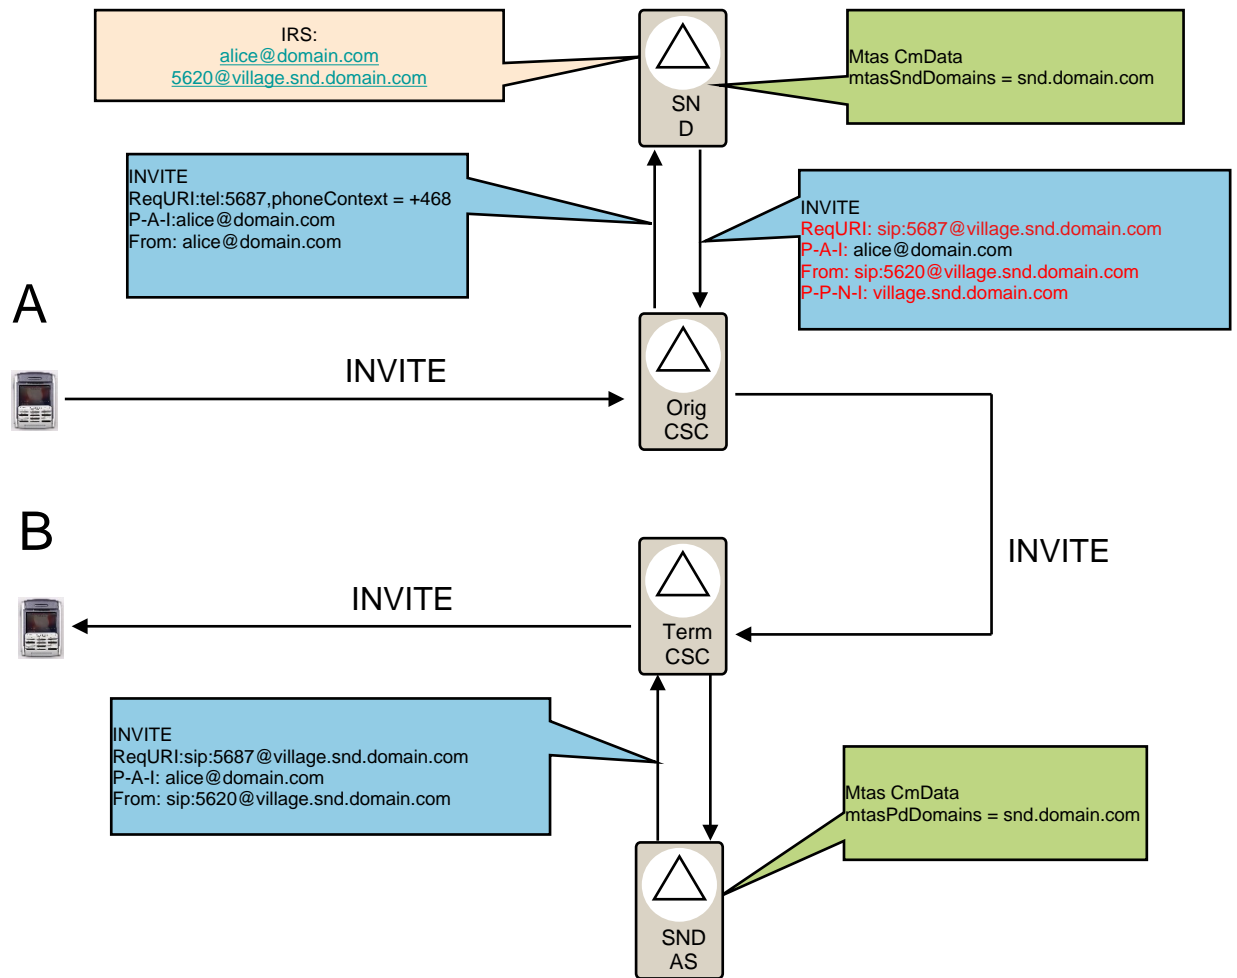 IRS:
alice@domain.com
5620@village.snd.domain.com
SN
D
Mtas CmData
mtasSndDomains = snd.domain.com
INVITE
ReqURI:tel:5687,phoneContext = +468
P-A-I:alice@domain.com
From: alice@domain.com
INVITE
ReqURI: sip:5687@village.snd.domain.com
P-A-I: alice@domain.com
From: sip:5620@village.snd.domain.com
P-P-N-I: village.snd.domain.com
A
INVITE
Orig
CSC
B
INVITE
INVITE
Term
CSC
INVITE
ReqURI:sip:5687@village.snd.domain.com
P-A-I: alice@domain.com
From: sip:5620@village.snd.domain.com
Mtas CmData
mtasPdDomains = snd.domain.com
SND
AS